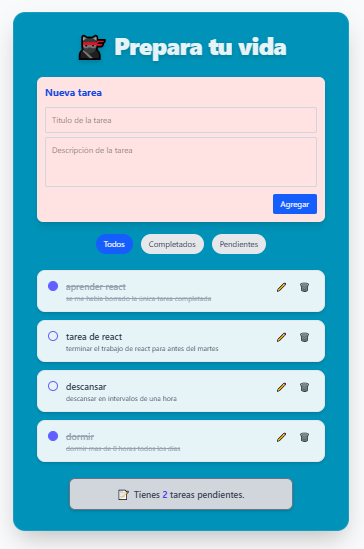 Prepara tu vida
Nueva tarea
Título de la tarea
Descripción de la tarea
Agregar
Todos Completados Pendientes
aprender react
se me habia borrado la única tarea completada
tarea de react
terminar el trabajo de react para antes del martes
descansar
descansar en intervalos de una hora
dormir
dormir mas de 8 horas todos los dias
Tienes 2 tareas pendientes.